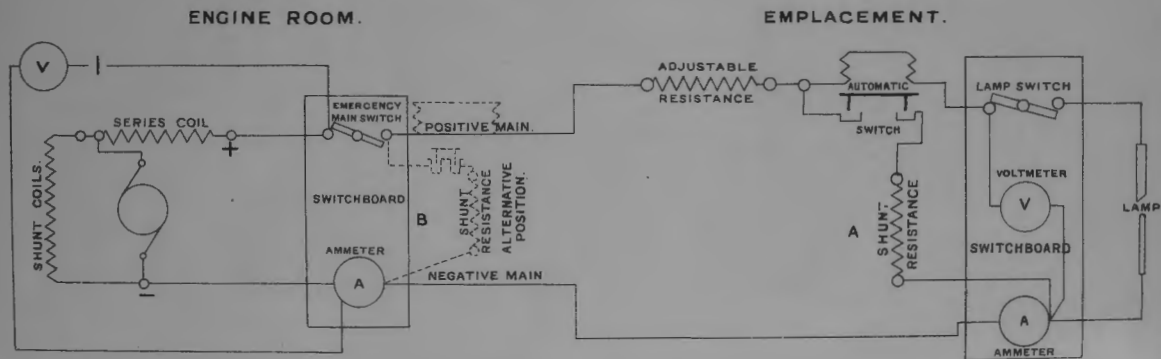 ENGINE ROOM.
EMPLACEMENT.
V
ADJUSTABLE
RESISTANCE
AUTOMATIC
SWITCH
LAMP SWITCH
EMERGENCY
MAIN SWITCH
SERIES COIL
+
POSITIVE MAIN.
SHUNT COILS.
SWITCHBOARD
B
SHUNT
RESISTANCE
ALTERNATIVE
POSITION.
A
SHUNT-
RESISTANCE
VOLTMETER
V
SWITCHBOARD
LAMP
AMMETER
A
NEGATIVE MAIN
−
A
AMMETER